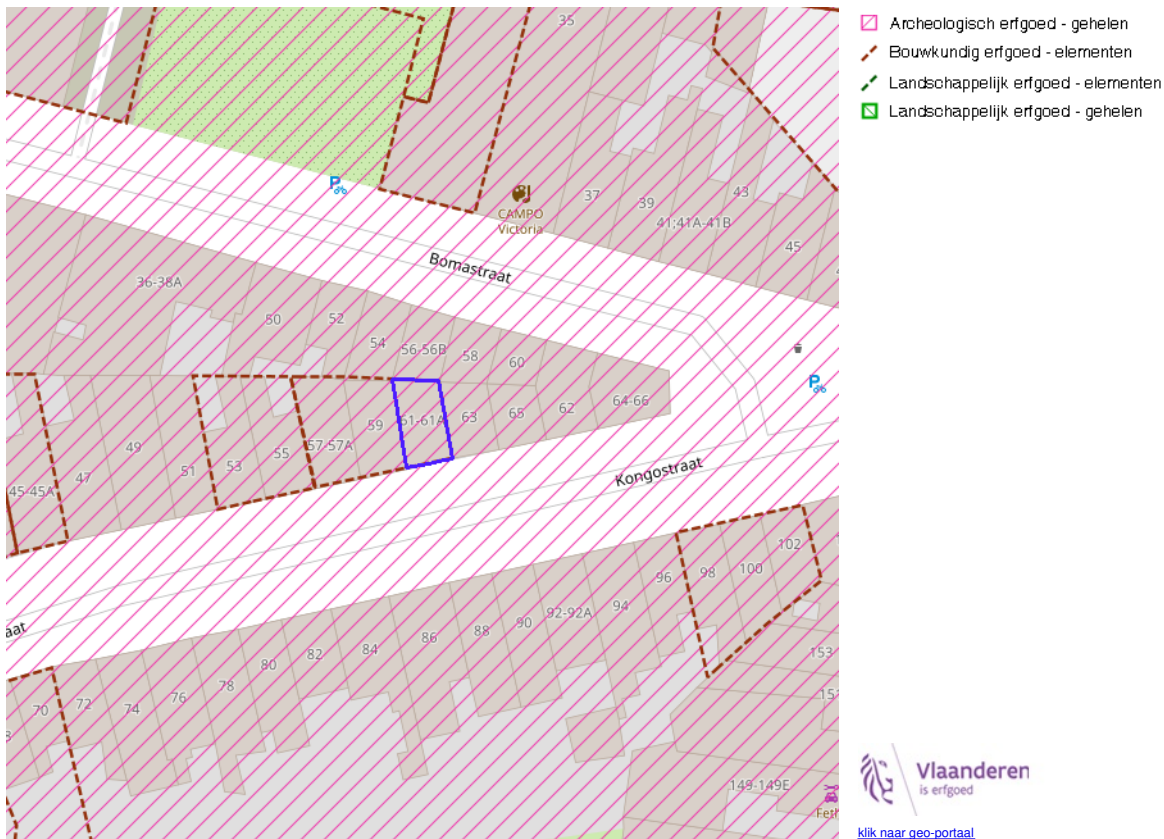 Archeologisch erfgoed - gehelen
Bouwkundig erfgoed - elementen
Landschappelijk erfgoed - elementen
Landschappelijk erfgoed - gehelen
35
P
CAMPO
Victoria
37
39
41;41A-41B
43
45
Bomastraat
36-38A
50
52
54
56-56B
58
60
P
64-66
62
65
63
61-61A
59
57-57A
55
53
51
49
47
45-45A
Kongostraat
102
100
98
96
94
92-92A
90
88
86
84
82
80
78
76
74
72
70
aat
153
149-149E
Vlaanderen
is erfgoed
klik naar geo-portaal